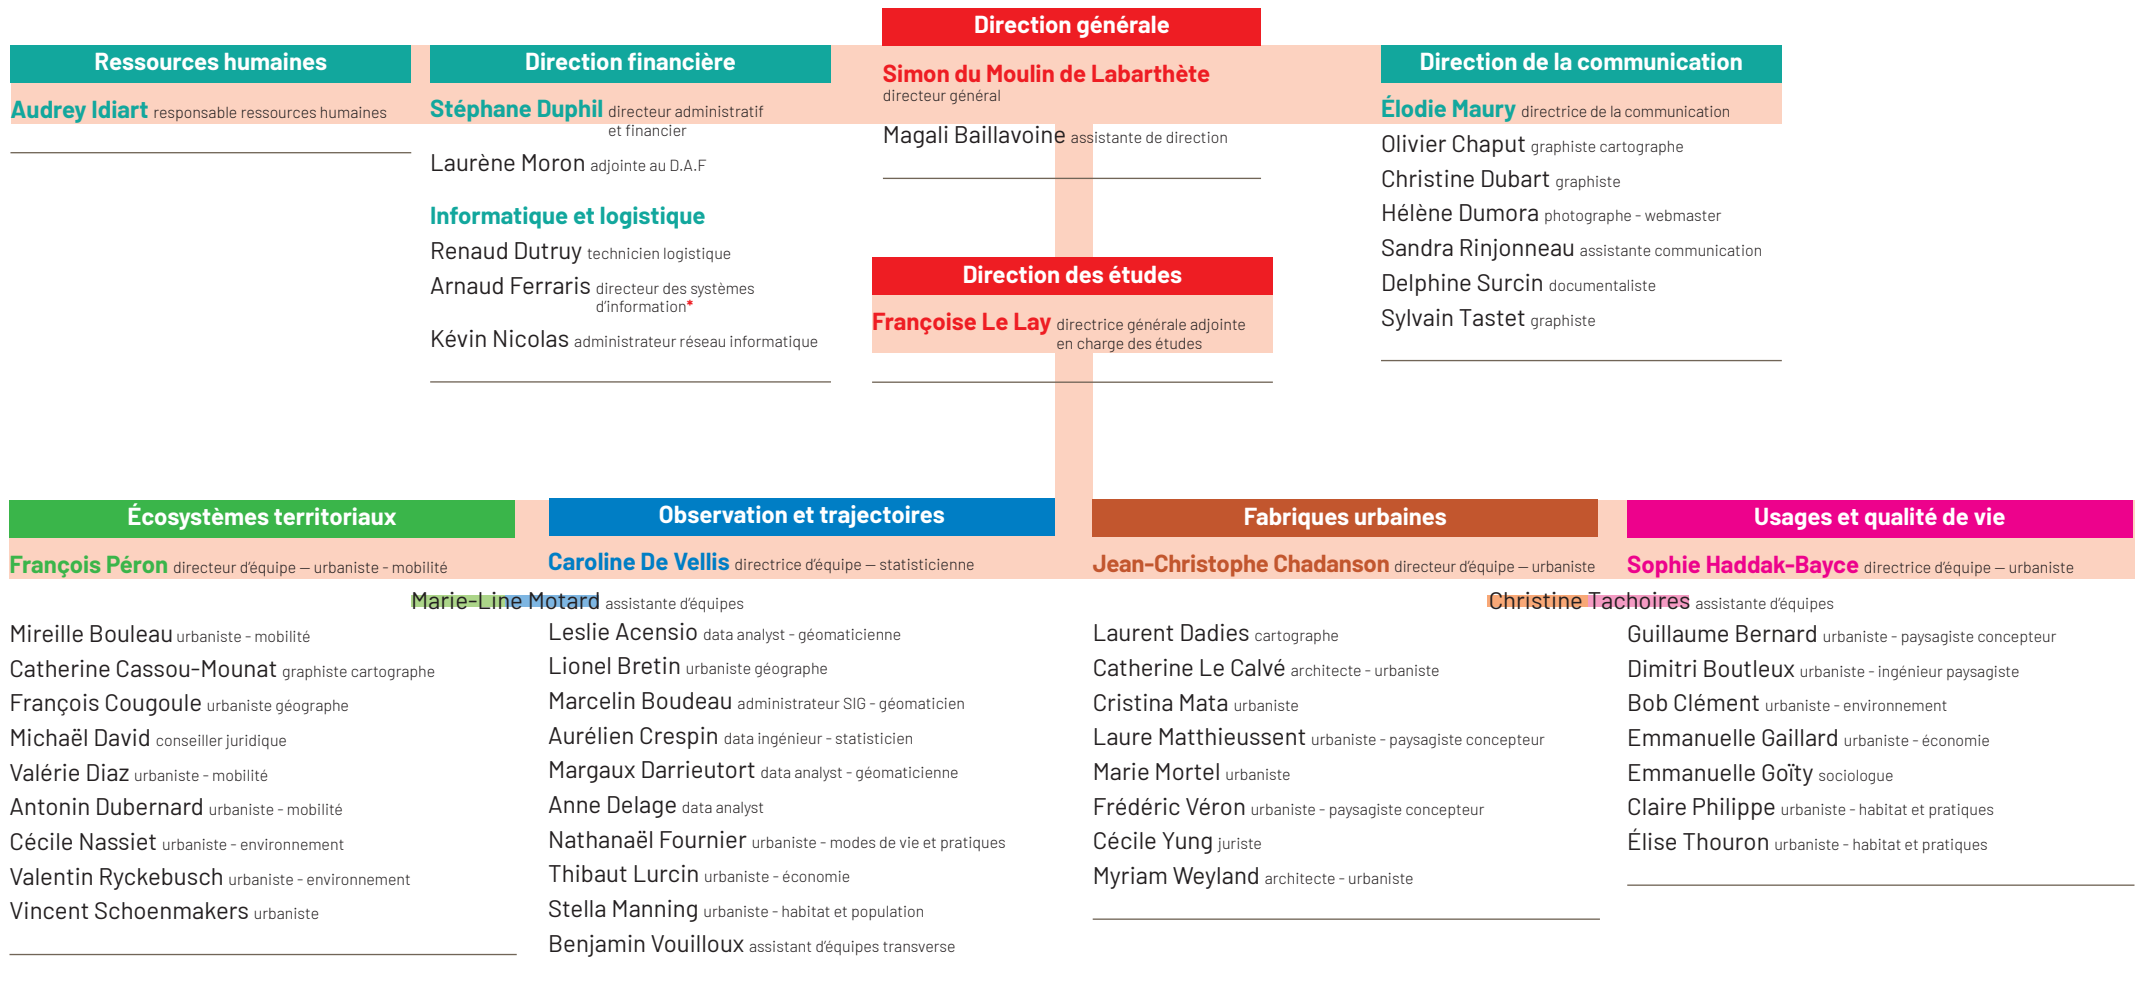 Direction générale
Simon du Moulin de Labarthète
directeur général
Magali Baillavoine assistante de direction
Ressources humaines
Audrey Idiart responsable ressources humaines
Direction financière
Stéphane Duphil directeur administratif
et financier
Laurène Moron adjointe au D.A.F
Informatique et logistique
Renaud Dutruy technicien logistique
Arnaud Ferraris directeur des systèmes
d'information*
Kévin Nicolas administrateur réseau informatique
Direction des études
Françoise Le Lay directrice générale adjointe
en charge des études
Direction de la communication
Élodie Maury directrice de la communication
Olivier Chaput graphiste cartographe
Christine Dubart graphiste
Hélène Dumora photographe - webmaster
Sandra Rinjonneau assistante communication
Delphine Surcin documentaliste
Sylvain Tastet graphiste
Écosystèmes territoriaux
François Péron directeur d'équipe – urbaniste - mobilité
Marie-Line Motard assistante d'équipes
Mireille Bouleau urbaniste - mobilité
Catherine Cassou-Mounat graphiste cartographe
François Cougoule urbaniste géographe
Michaël David conseiller juridique
Valérie Diaz urbaniste - mobilité
Antonin Dubernard urbaniste - mobilité
Cécile Nassiet urbaniste - environnement
Valentin Ryckebusch urbaniste - environnement
Vincent Schoenmakers urbaniste
Observation et trajectoires
Caroline De Vellis directrice d'équipe – statisticienne
Leslie Acensio data analyst - géomaticienne
Lionel Bretin urbaniste géographe
Marcelin Boudeau administrateur SIG - géomaticien
Aurélien Crespin data ingénieur - statisticien
Margaux Darrieutort data analyst - géomaticienne
Anne Delage data analyst
Nathanaël Fournier urbaniste - modes de vie et pratiques
Thibaut Lurcin urbaniste - économie
Stella Manning urbaniste - habitat et population
Benjamin Vouilloux assistant d'équipes transverse
Fabriques urbaines
Jean-Christophe Chadanson directeur d'équipe – urbaniste
Christine Tachoires assistante d'équipes
Laurent Dadies cartographe
Catherine Le Calvé architecte - urbaniste
Cristina Mata urbaniste
Laure Matthieussent urbaniste - paysagiste concepteur
Marie Mortel urbaniste
Frédéric Véron urbaniste - paysagiste concepteur
Cécile Yung juriste
Myriam Weyland architecte - urbaniste
Usages et qualité de vie
Sophie Haddak-Bayce directrice d'équipe – urbaniste
Guillaume Bernard urbaniste - paysagiste concepteur
Dimitri Boutleux urbaniste - ingénieur paysagiste
Bob Clément urbaniste - environnement
Emmanuelle Gaillard urbaniste - économie
Emmanuelle Goïty sociologue
Claire Philippe urbaniste - habitat et pratiques
Élise Thouron urbaniste - habitat et pratiques